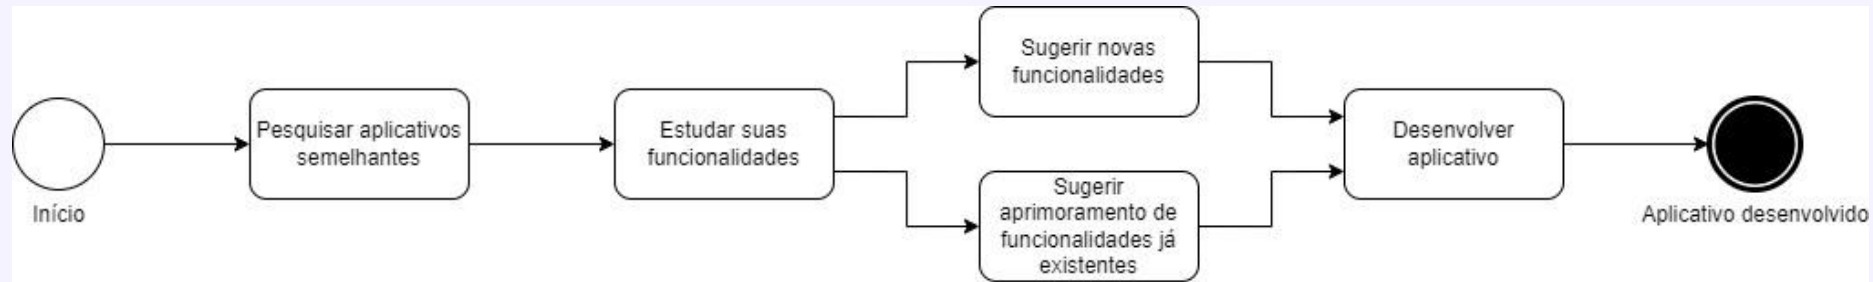 Início
Pesquisar aplicativos
semelhantes
Estudar suas
funcionalidades
Sugerir novas
funcionalidades
Sugerir
aprimoramento de
funcionalidades já
existentes
Desenvolver
aplicativo
Aplicativo desenvolvido